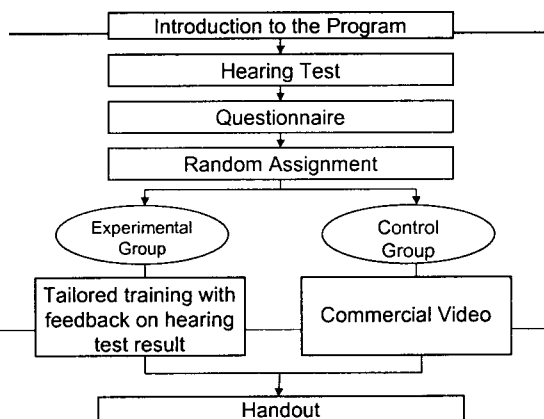 Introduction to the Program
Hearing Test
Questionnaire
Random Assignment
Experimental
Group
Control
Group
Tailored training with
feedback on hearing
test result
Commercial Video
Handout